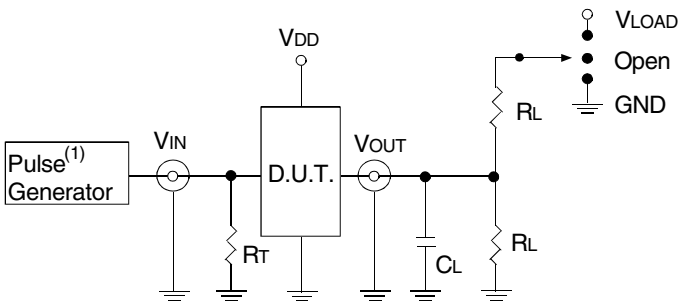 VLOAD
Open
GND
VDD
RL
VIN
VOUT
Pulse(1)
Generator
D.U.T.
RT
CL
RL